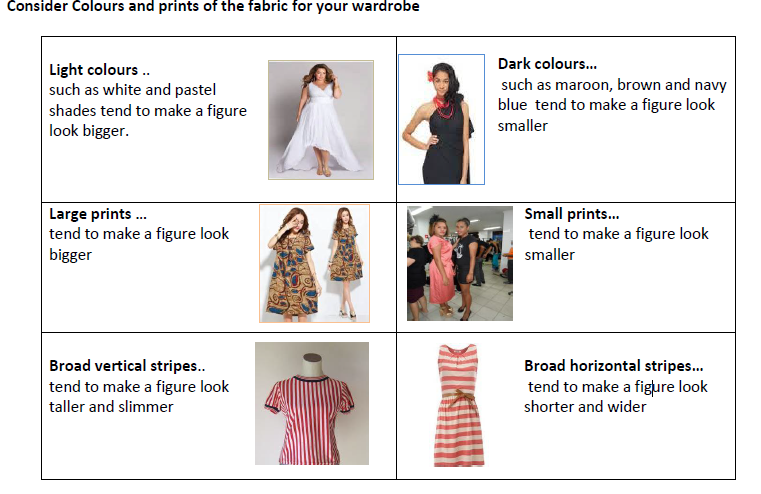 Consider Colours and prints of the fabric for your wardrobe
Light colours ..
such as white and pastel
shades tend to make a figure
look bigger.
Dark colours...
such as maroon, brown and navy
blue tend to make a figure look
smaller
Large prints ...
tend to make a figure look
bigger
Small prints...
tend to make a figure look
smaller
Broad vertical stripes..
tend to make a figure look
taller and slimmer
Broad horizontal stripes...
tend to make a figure look
shorter and wider